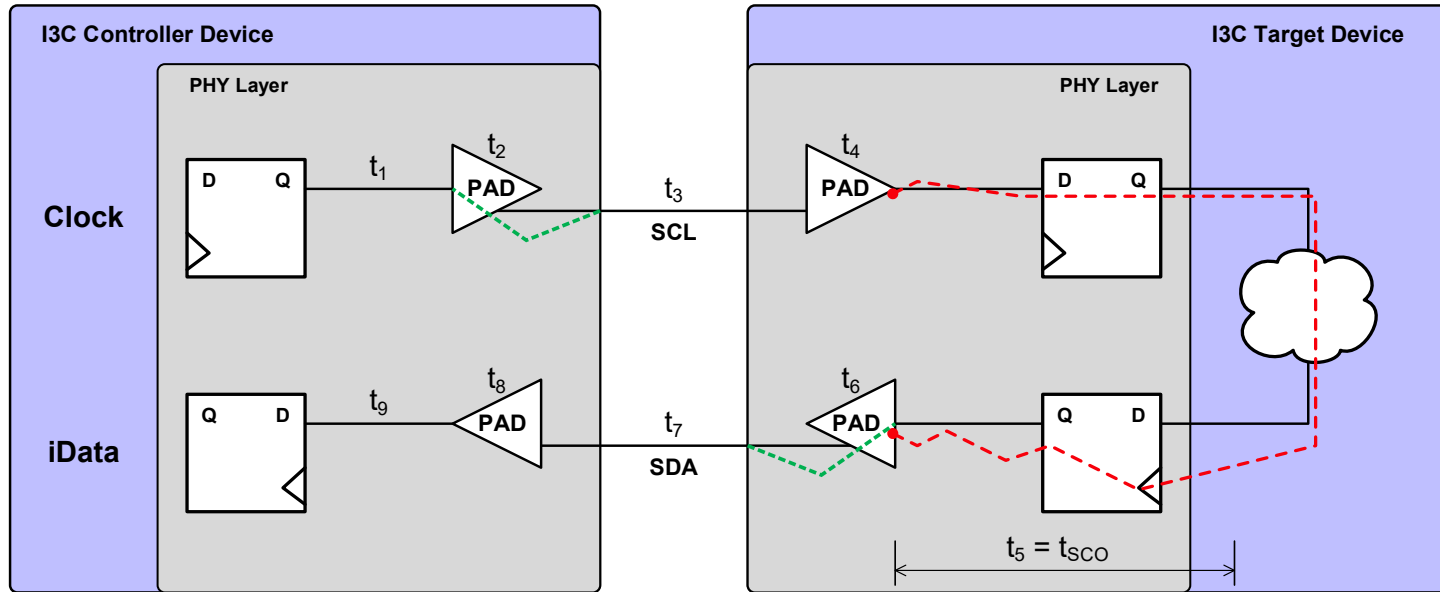 I3C Controller Device
I3C Target Device
PHY Layer
PHY Layer
Clock
D Q
t1
t2
PAD
t3
SCL
t4
PAD
D Q
iData
Q D
t9
t8
PAD
t7
SDA
t6
PAD
Q D
t5 = tSCO